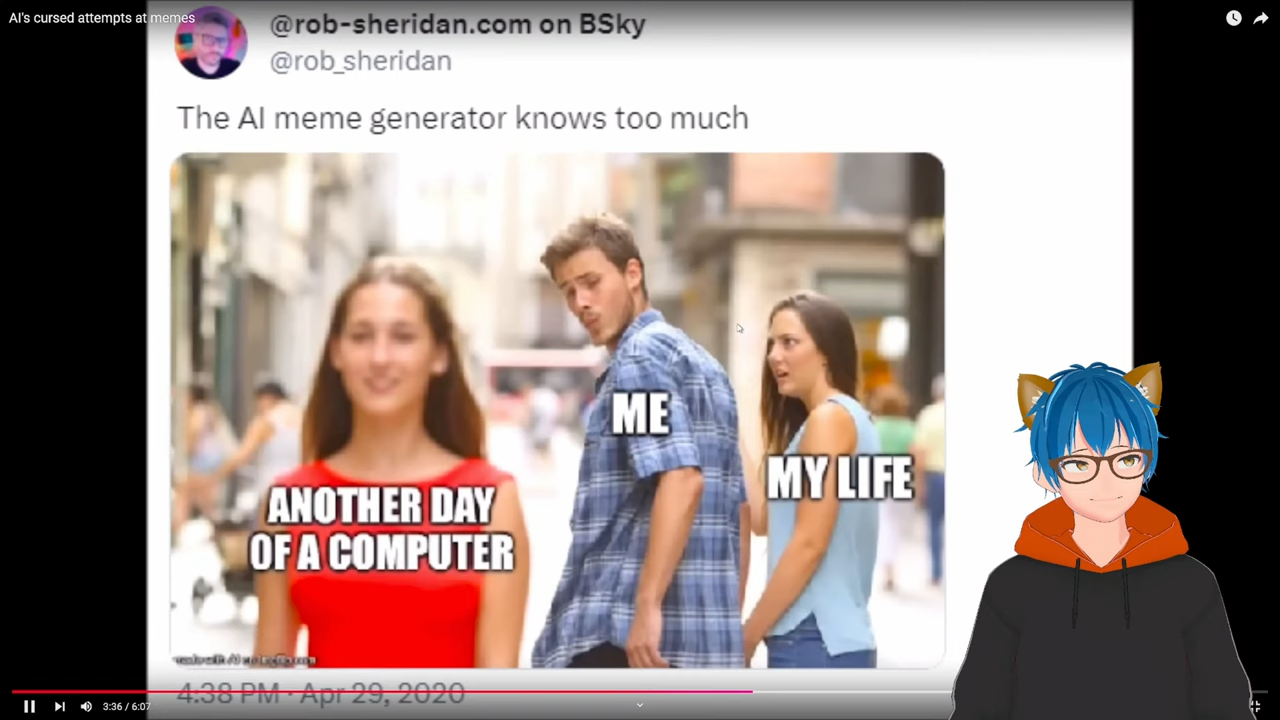 AI's cursed attempts at memes
@rob-sheridan.com on BSky
@rob_sheridan
The AI meme generator knows too much
ME
MY LIFE
ANOTHER DAY
OF A COMPUTER
4:38 PM · Apr 29, 2020
3:36 / 6:07